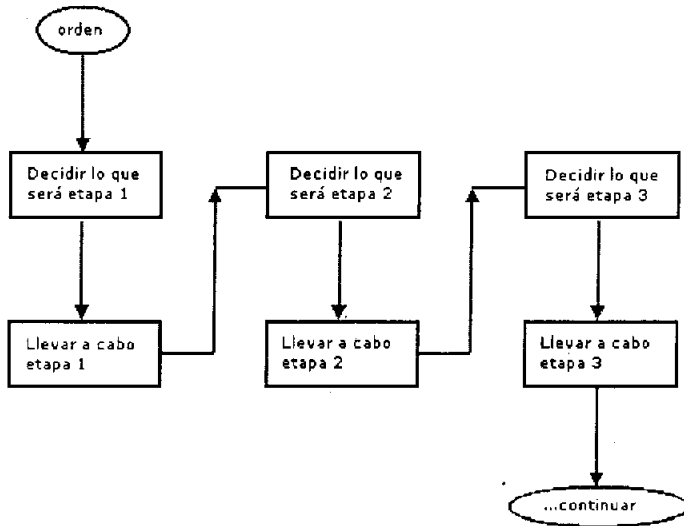 orden
Decidir lo que
será etapa 1
Llevar a cabo
etapa 1
Decidir lo que
será etapa 2
Llevar a cabo
etapa 2
Decidir lo que
será etapa 3
Llevar a cabo
etapa 3
...continuar